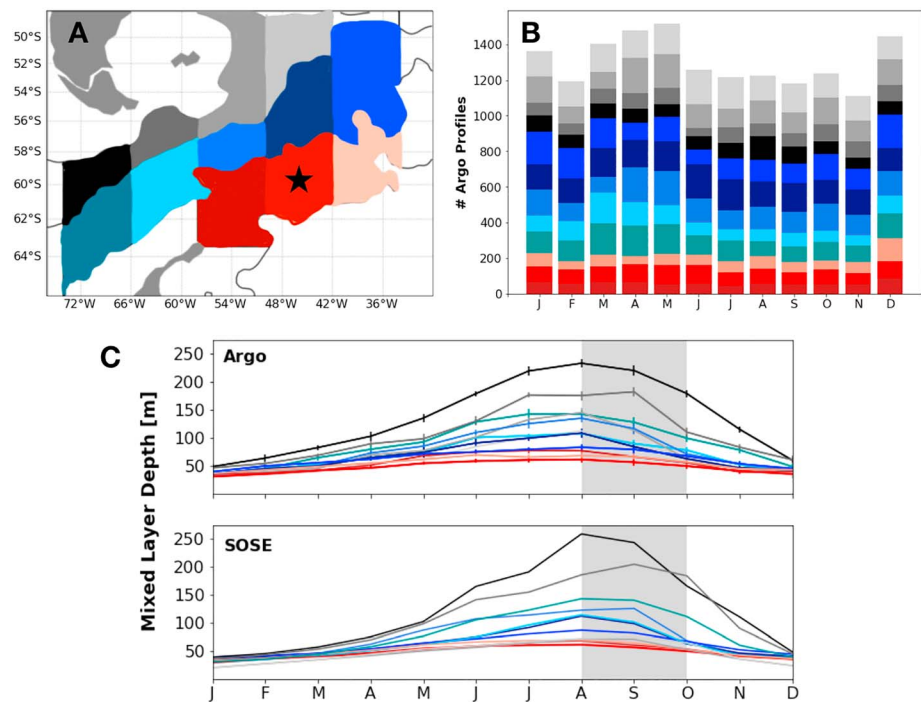 A
50°S
52°S
54°S
56°S
58°S
60°S
62°S
64°S
72°W 66°W 60°W 54°W 48°W 42°W 36°W
B
# Argo Profiles
1400
1200
1000
800
600
400
200
0
J F M A M J J A S O N D
C
Mixed Layer Depth [m]
Argo
250
200
150
100
50
SOSE
250
200
150
100
50
J F M A M J J A S O N D